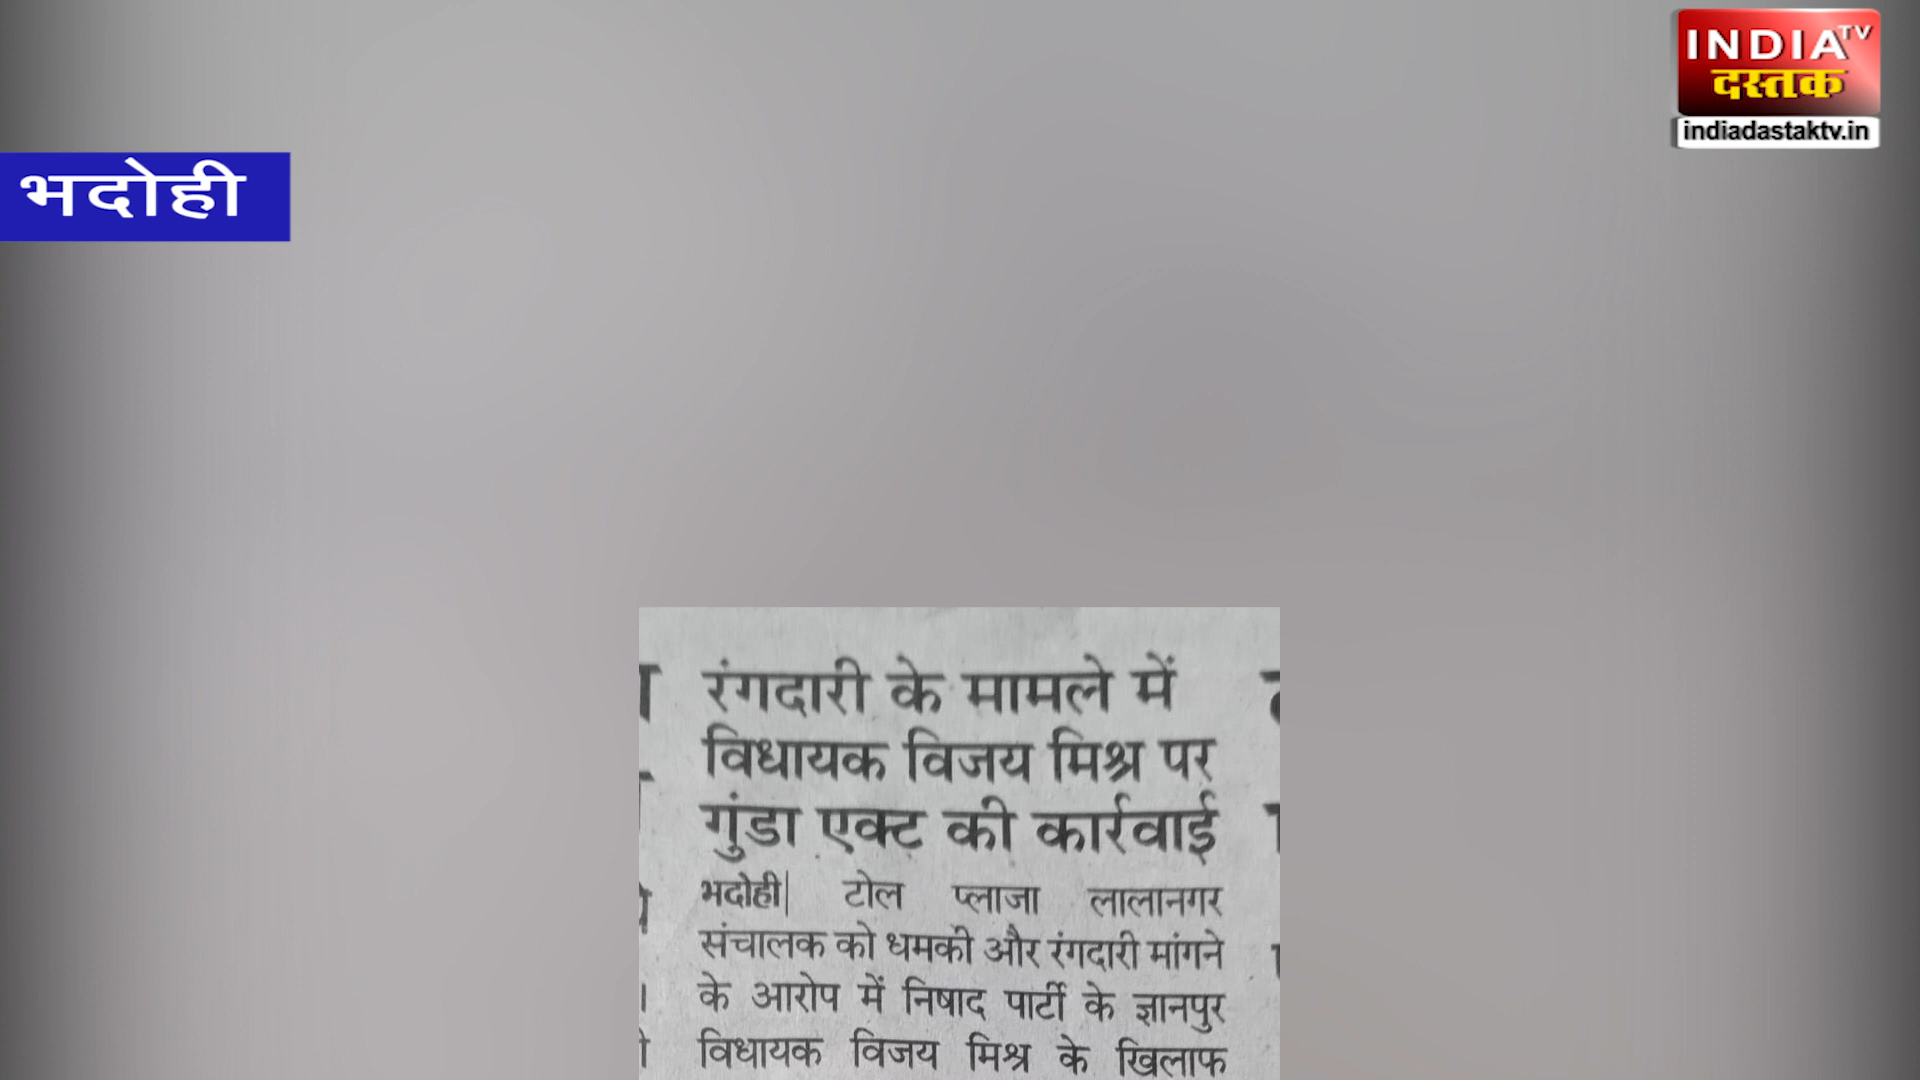 INDIA TV
दस्तक
indiadastaktv.in
भदोही
रंगदारी के मामले में
विधायक विजय मिश्र पर
गुंडा एक्ट की कार्रवाई
भदोही| टोल प्लाजा लालानगर
संचालक को धमकी और रंगदारी मांगने
के आरोप में निषाद पार्टी के ज्ञानपुर
विधायक विजय मिश्र के खिलाफ